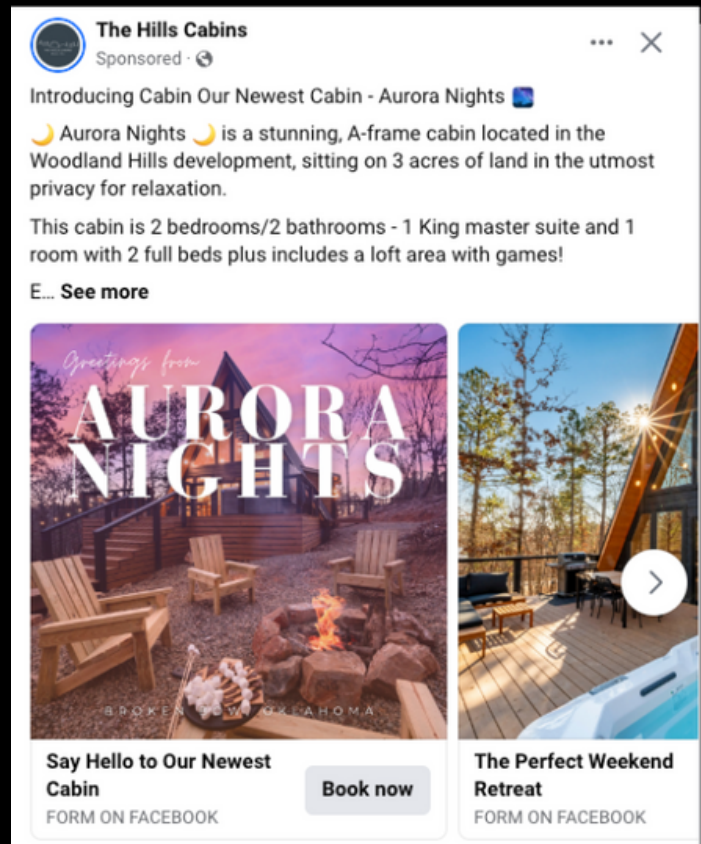 The Hills Cabins
Sponsored ·
Introducing Cabin Our Newest Cabin - Aurora Nights 🌌
🌙 Aurora Nights 🌙 is a stunning, A-frame cabin located in the
Woodland Hills development, sitting on 3 acres of land in the utmost
privacy for relaxation.
This cabin is 2 bedrooms/2 bathrooms - 1 King master suite and 1
room with 2 full beds plus includes a loft area with games!
E... See more
Greetings from
AURORA
NIGHTS
BROKEN BOW, OKLAHOMA
Say Hello to Our Newest
Cabin
FORM ON FACEBOOK
Book now
The Perfect Weekend
Retreat
FORM ON FACEBOOK